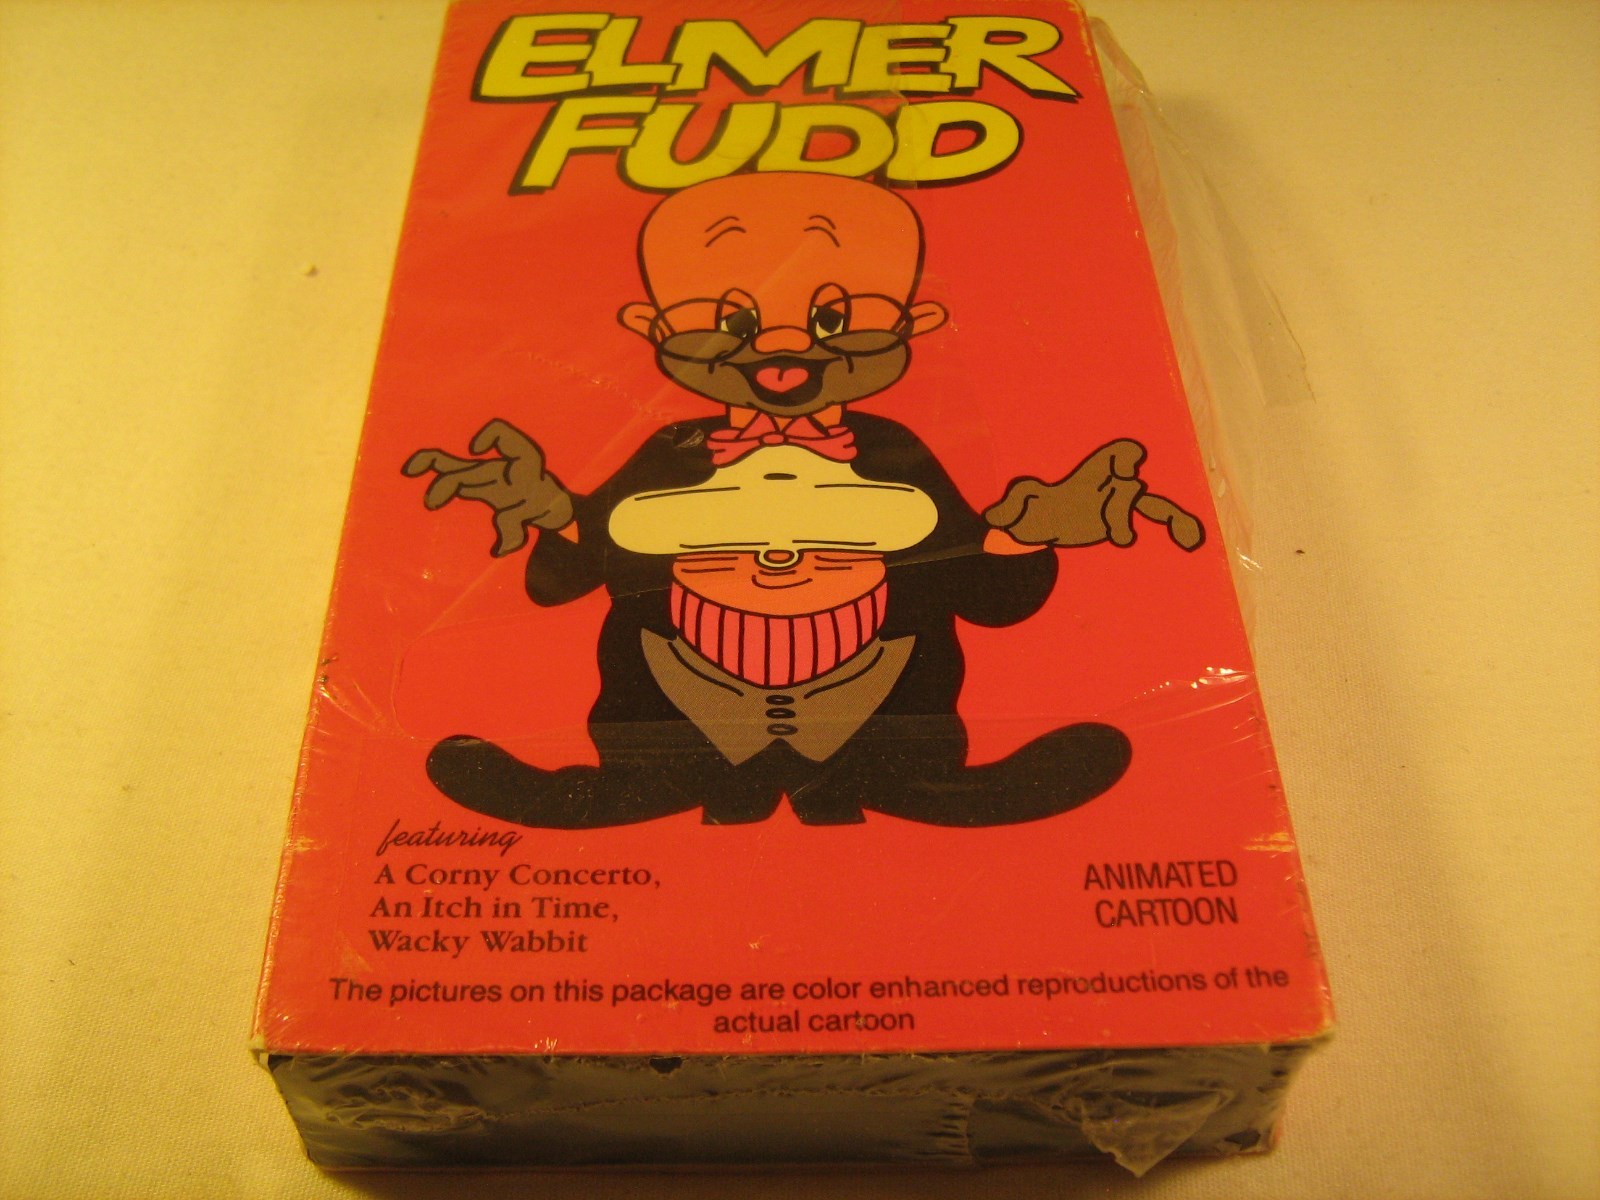 ELMER
FUDD
featuring
A Corny Concerto,
An Itch in Time,
Wacky Wabbit
ANIMATED
CARTOON
The pictures on this package are color enhanced reproductions of the
actual cartoon